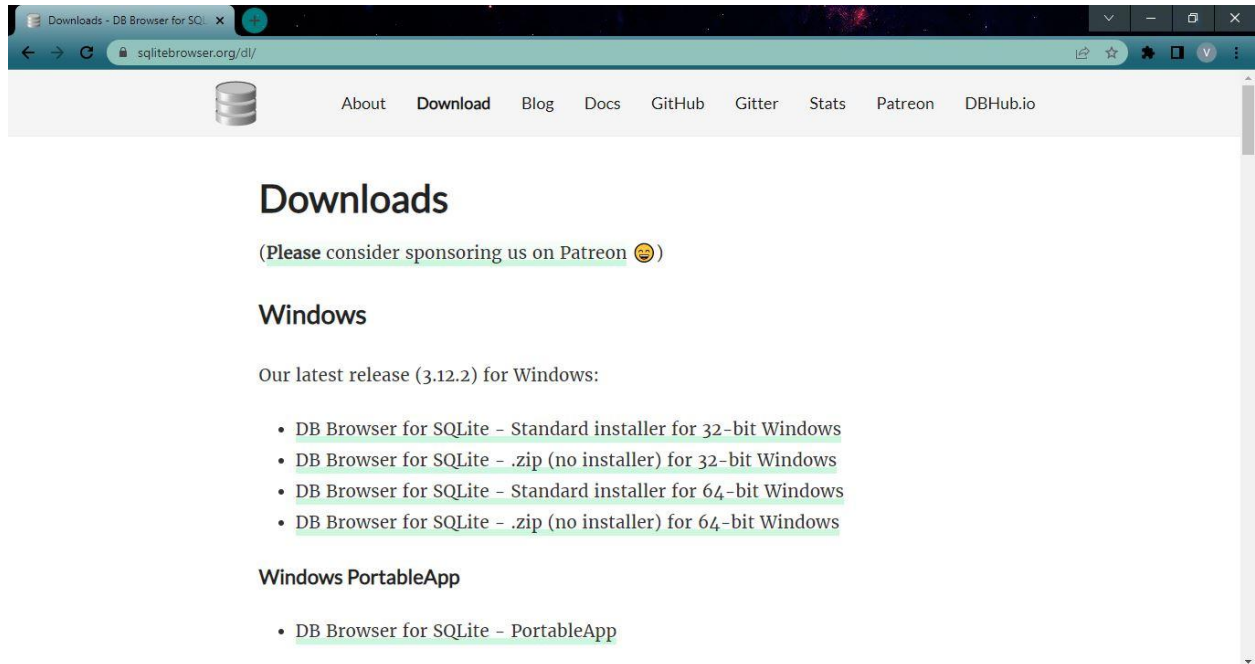 Downloads - DB Browser for SQL
sqlitebrowser.org/dl/
V
About Download Blog Docs GitHub Gitter Stats Patreon DBHub.io
Downloads
(Please consider sponsoring us on Patreon 😄)
Windows
Our latest release (3.12.2) for Windows:
• DB Browser for SQLite - Standard installer for 32-bit Windows
• DB Browser for SQLite - .zip (no installer) for 32-bit Windows
• DB Browser for SQLite - Standard installer for 64-bit Windows
• DB Browser for SQLite - .zip (no installer) for 64-bit Windows
Windows PortableApp
• DB Browser for SQLite - PortableApp